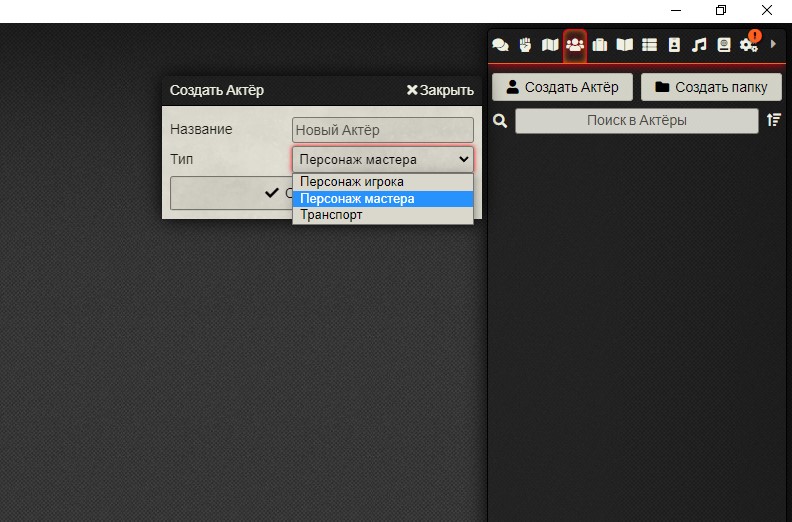 Создать Актёр
Закрыть
Название
Новый Актёр
Тип
Персонаж мастера
Персонаж игрока
Персонаж мастера
Транспорт
Создать Актёр
Создать папку
Поиск в Актёры